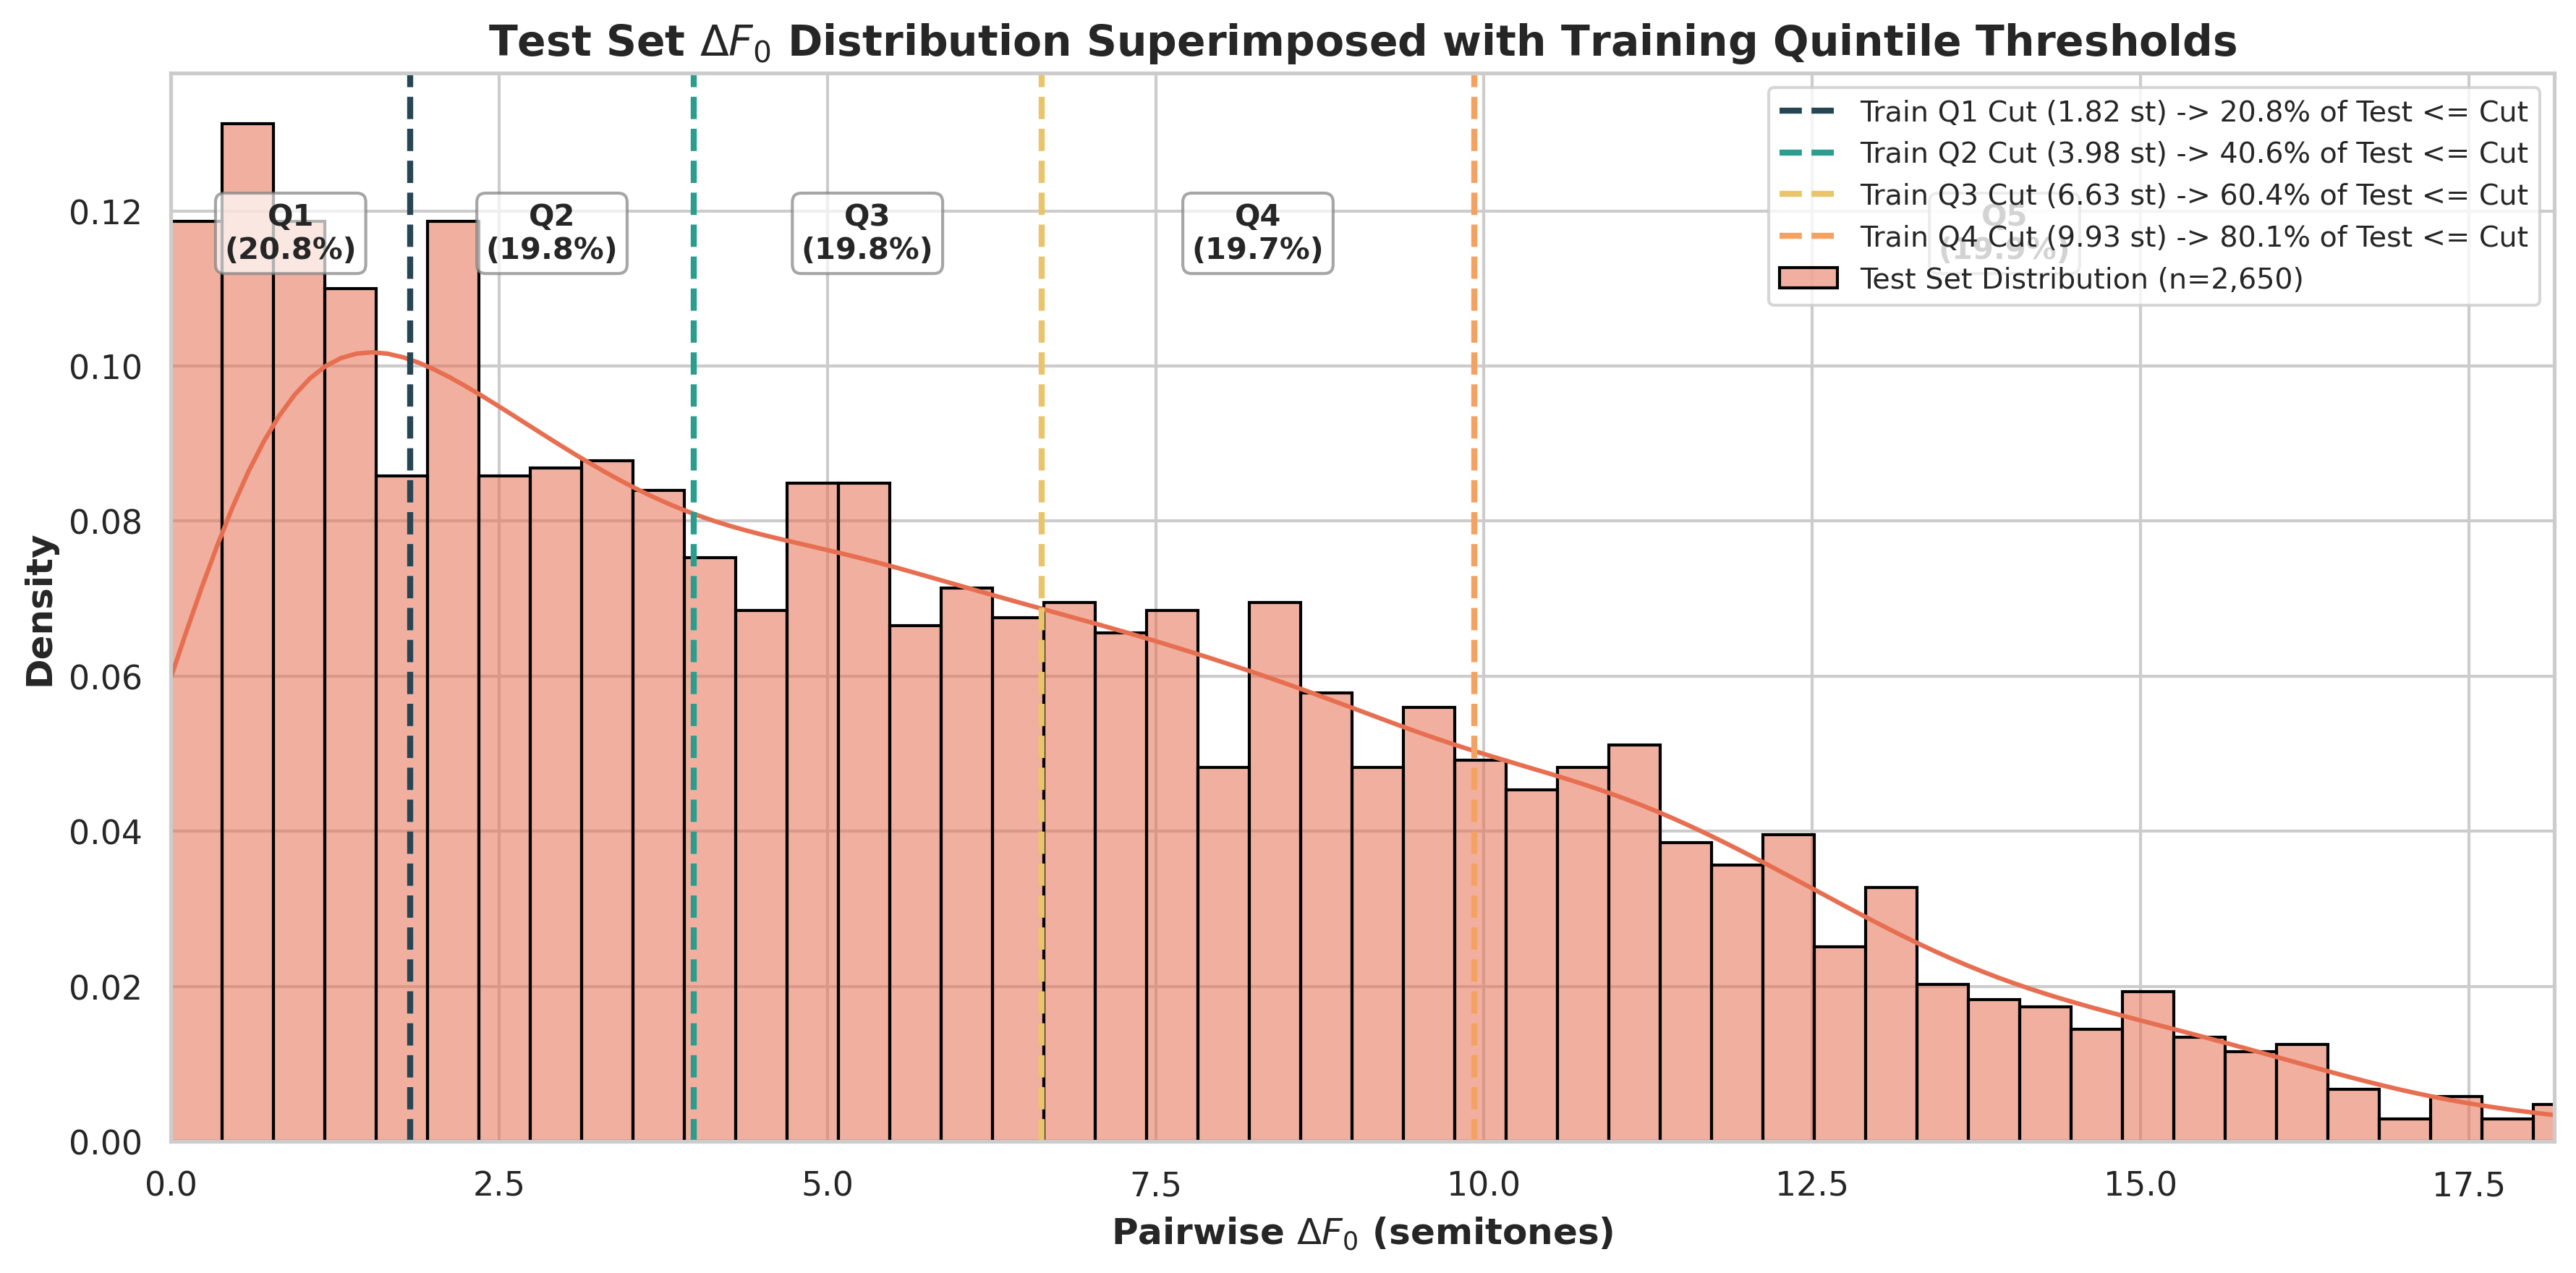 Test Set ΔF₀ Distribution Superimposed with Training Quintile Thresholds
Train Q1 Cut (1.82 st) -> 20.8% of Test <= Cut
Train Q2 Cut (3.98 st) -> 40.6% of Test <= Cut
Train Q3 Cut (6.63 st) -> 60.4% of Test <= Cut
Train Q4 Cut (9.93 st) -> 80.1% of Test <= Cut
Test Set Distribution (n=2,650)
Q1
(20.8%)
Q2
(19.8%)
Q3
(19.8%)
Q4
(19.7%)
Q5
(19.9%)
Density
0.12
0.10
0.08
0.06
0.04
0.02
0.00
0.0
2.5
5.0
7.5
10.0
12.5
15.0
17.5
Pairwise ΔF₀ (semitones)